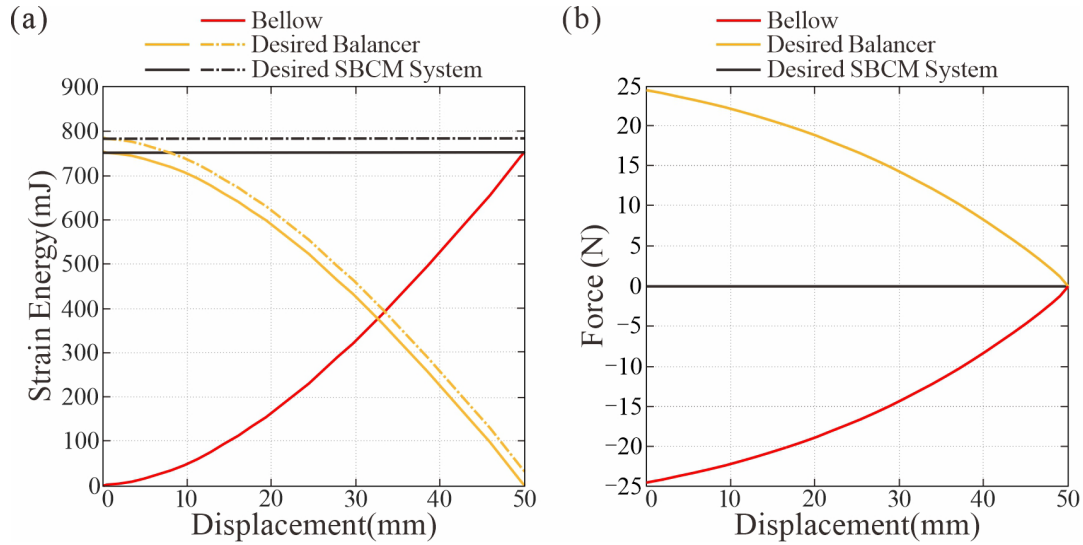 (a)
Bellow
Desired Balancer
Desired SBCM System
900
800
700
600
500
400
300
200
100
0
Strain Energy(mJ)
0 10 20 30 40 50
Displacement(mm)
(b)
Bellow
Desired Balancer
Desired SBCM System
25
20
15
10
5
0
−5
−10
−15
−20
−25
Force (N)
0 10 20 30 40 50
Displacement(mm)